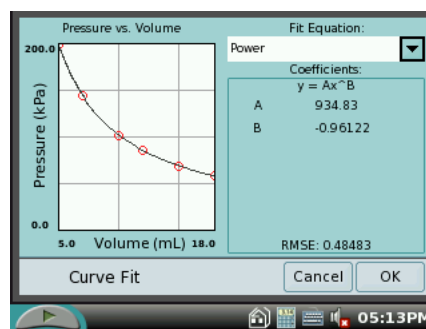 Pressure vs. Volume
200.0
Pressure (kPa)
0.0
5.0 Volume (mL) 18.0
Fit Equation:
Power
Coefficients:
y = Ax^B
A 934.83
B -0.96122
RMSE: 0.48483
Curve Fit
Cancel
OK
05:13PM